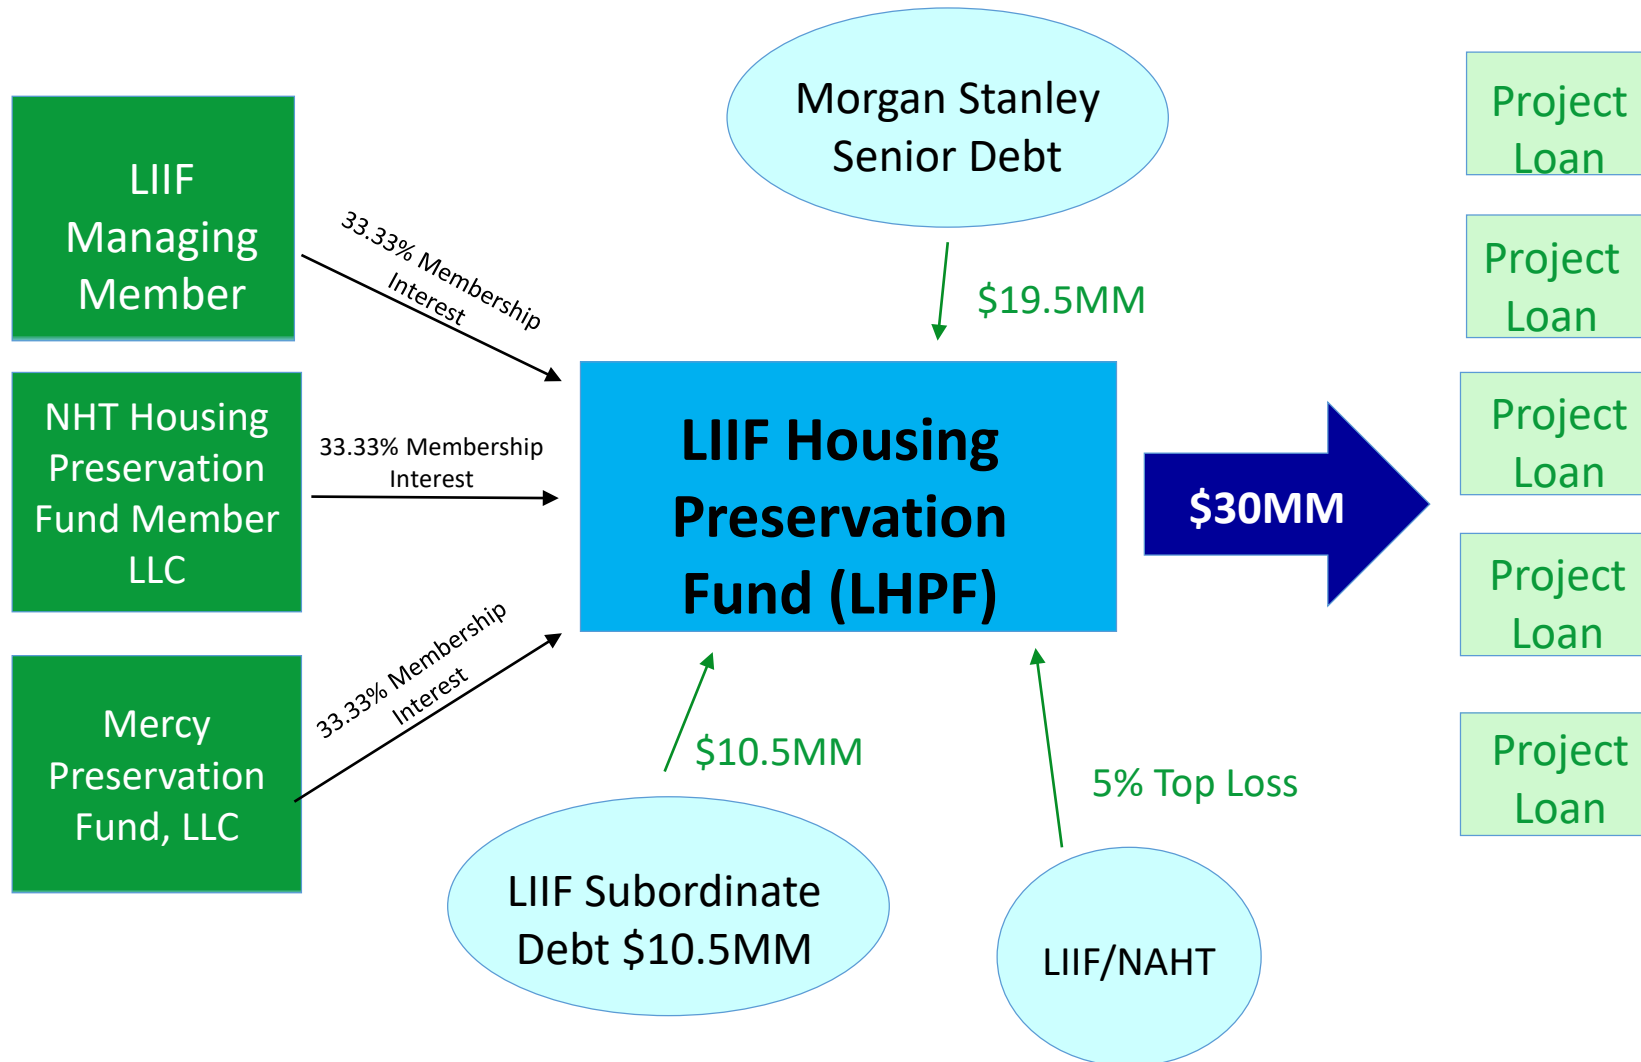 LIIF
Managing
Member
NHT Housing
Preservation
Fund Member
LLC
Mercy
Preservation
Fund, LLC
33.33% Membership
Interest
33.33% Membership
Interest
33.33% Membership
Interest
Morgan Stanley
Senior Debt
$19.5MM
LIIF Housing
Preservation
Fund (LHPF)
$10.5MM
LIIF Subordinate
Debt $10.5MM
5% Top Loss
LIIF/NAHT
$30MM
Project
Loan
Project
Loan
Project
Loan
Project
Loan
Project
Loan